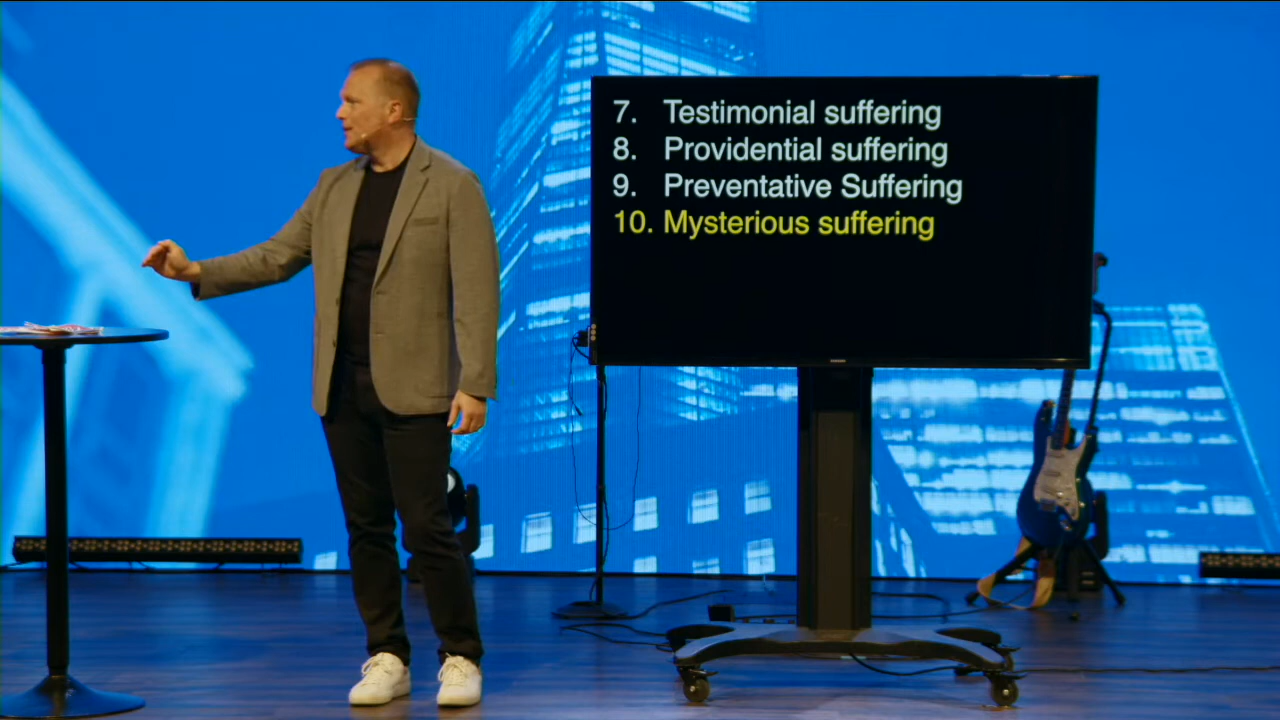 7. Testimonial suffering
8. Providential suffering
9. Preventative Suffering
10. Mysterious suffering